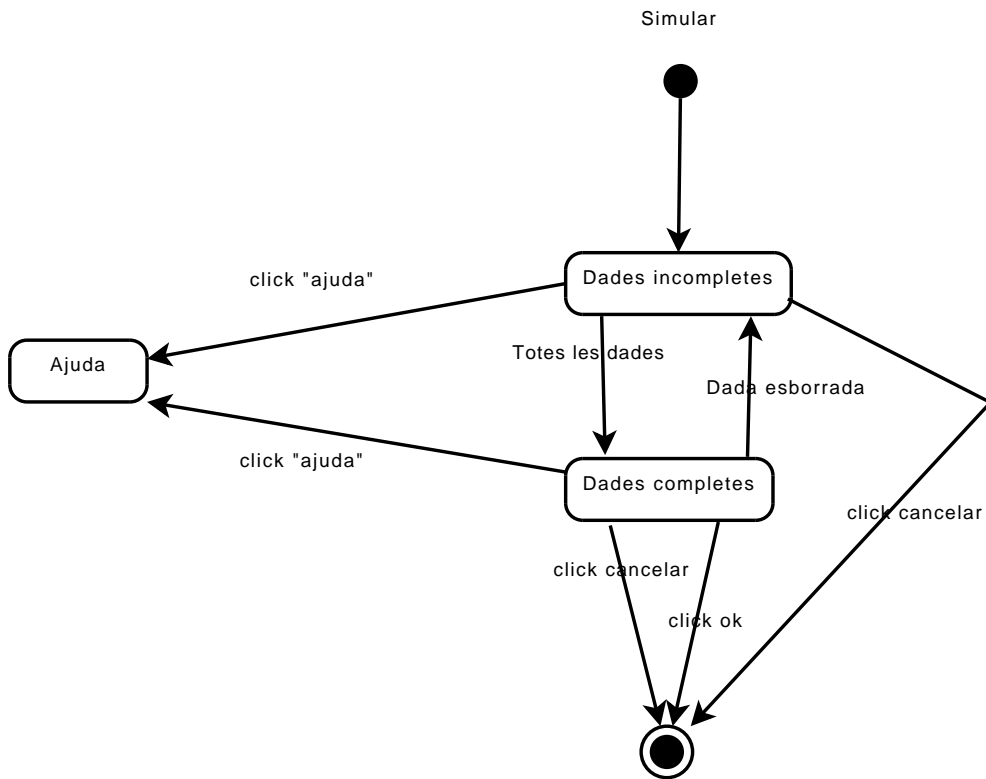 Simular
Dades incompletes
click "ajuda"
Totes les dades
Ajuda
Dada esborrada
click "ajuda"
Dades completes
click cancelar
click cancelar
click ok